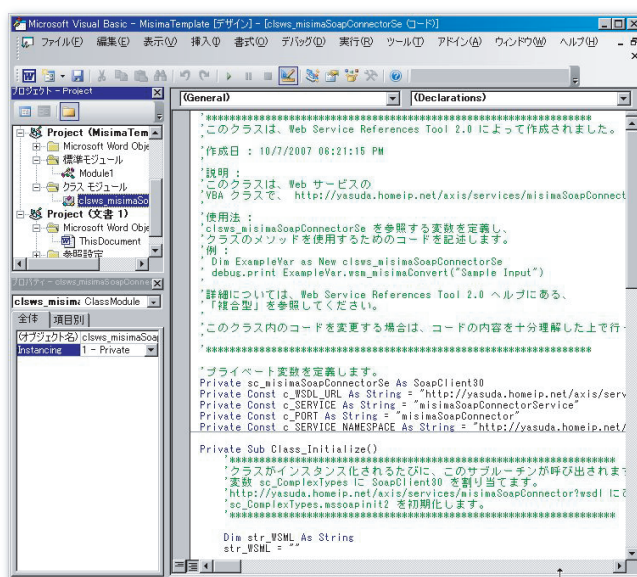 Microsoft Visual Basic - MisimaTemplate [デザイン] - [clsws_misimaSoapConnectorSe (コード)]
ファイル(F) 編集(E) 表示(V) 挿入(I) 書式(O) デバッグ(D) 実行(R) ツール(T) アドイン(A) ウィンドウ(W) ヘルプ(H)
プロジェクト - Project
Project (MisimaTem
Microsoft Word Obje
標準モジュール
Module1
クラス モジュール
clsws_misimaSo
Project (文書 1)
Microsoft Word Obje
ThisDocument
参照設定
プロパティ - clsws_misimaSoapConnec
clsws_misima ClassModule
全体 項目別
(オブジェクト名) clsws_misimaSoap
Instancing 1 - Private
(General) (Declarations)
'*****************************************************************
'このクラスは、Web Service References Tool 2.0 によって作成されました。
'
'作成日 : 10/7/2007 06:21:15 PM
'
'説明 :
'このクラスは、Web サービスの
'VBA クラスで、 http://yasuda.homeip.net/axis/services/misimaSoapConnect
'
'使用法 :
'clsws_misimaSoapConnectorSe を参照する変数を定義し、
'クラスのメソッドを使用するためのコードを記述します。
'例 :
' Dim ExampleVar as New clsws_misimaSoapConnectorSe
' debug.print ExampleVar.wsm_misimaConvert("Sample Input")
'
'詳細については、Web Service References Tool 2.0 ヘルプにある、
'「複合型」を参照してください。
'
'このクラス内のコードを変更する場合は、コードの内容を十分理解した上で行
'
'*****************************************************************
'プライベート変数を定義します。
Private sc_misimaSoapConnectorSe As SoapClient30
Private Const c_WSDL_URL As String = "http://yasuda.homeip.net/axis/serv
Private Const c_SERVICE As String = "misimaSoapConnectorService"
Private Const c_PORT As String = "misimaSoapConnector"
Private Const c_SERVICE_NAMESPACE As String = "http://yasuda.homeip.net/
Private Sub Class_Initialize()
'*****************************************************************
'クラスがインスタンス化されるたびに、このサブルーチンが呼び出されま
'変数 sc_ComplexTypes に SoapClient30 を割り当てます。
'http://yasuda.homeip.net/axis/services/misimaSoapConnector?wsdl に
'sc_ComplexTypes.mssoapinit2 を初期化します。
'*****************************************************************
Dim str_WSML As String
str_WSML = ""